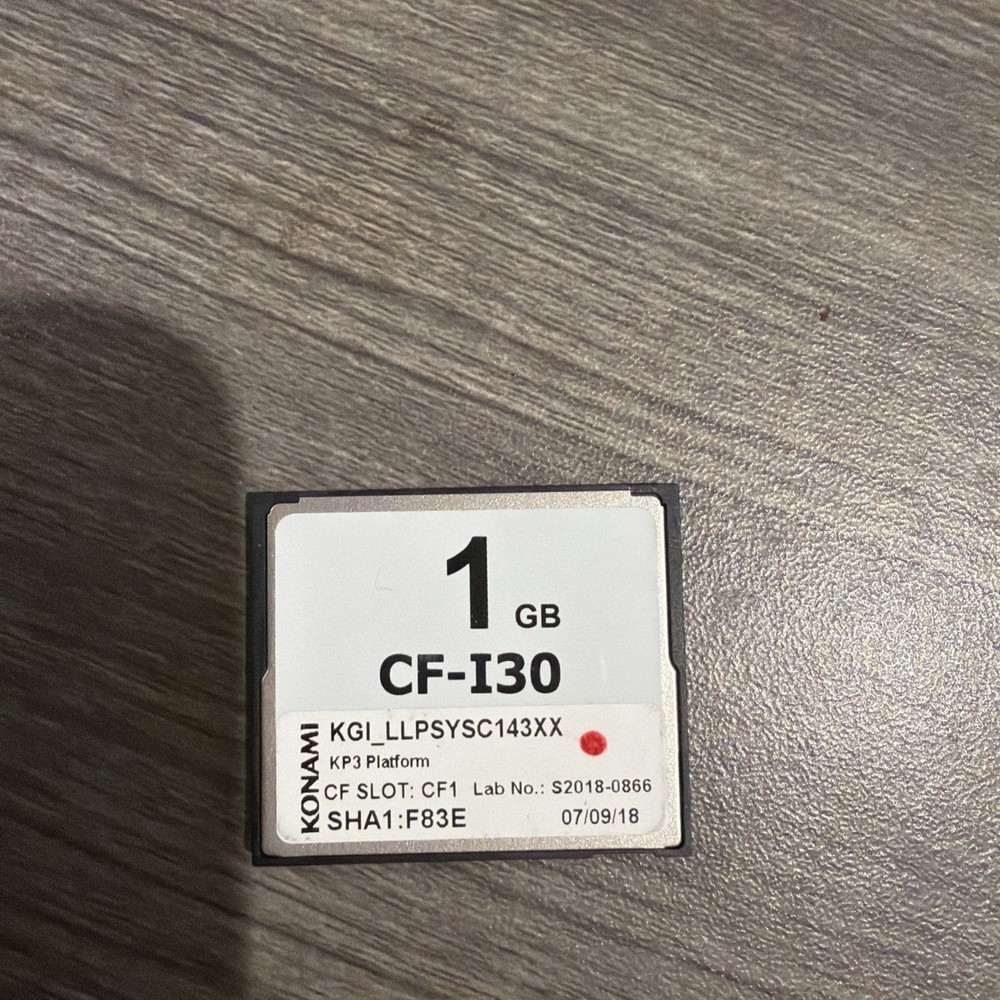 1 GB
CF-I30
KONAMI
KGI_LLPSYSC143XX
KP3 Platform
CF SLOT: CF1 Lab No.: S2018-0866
SHA1:F83E 07/09/18